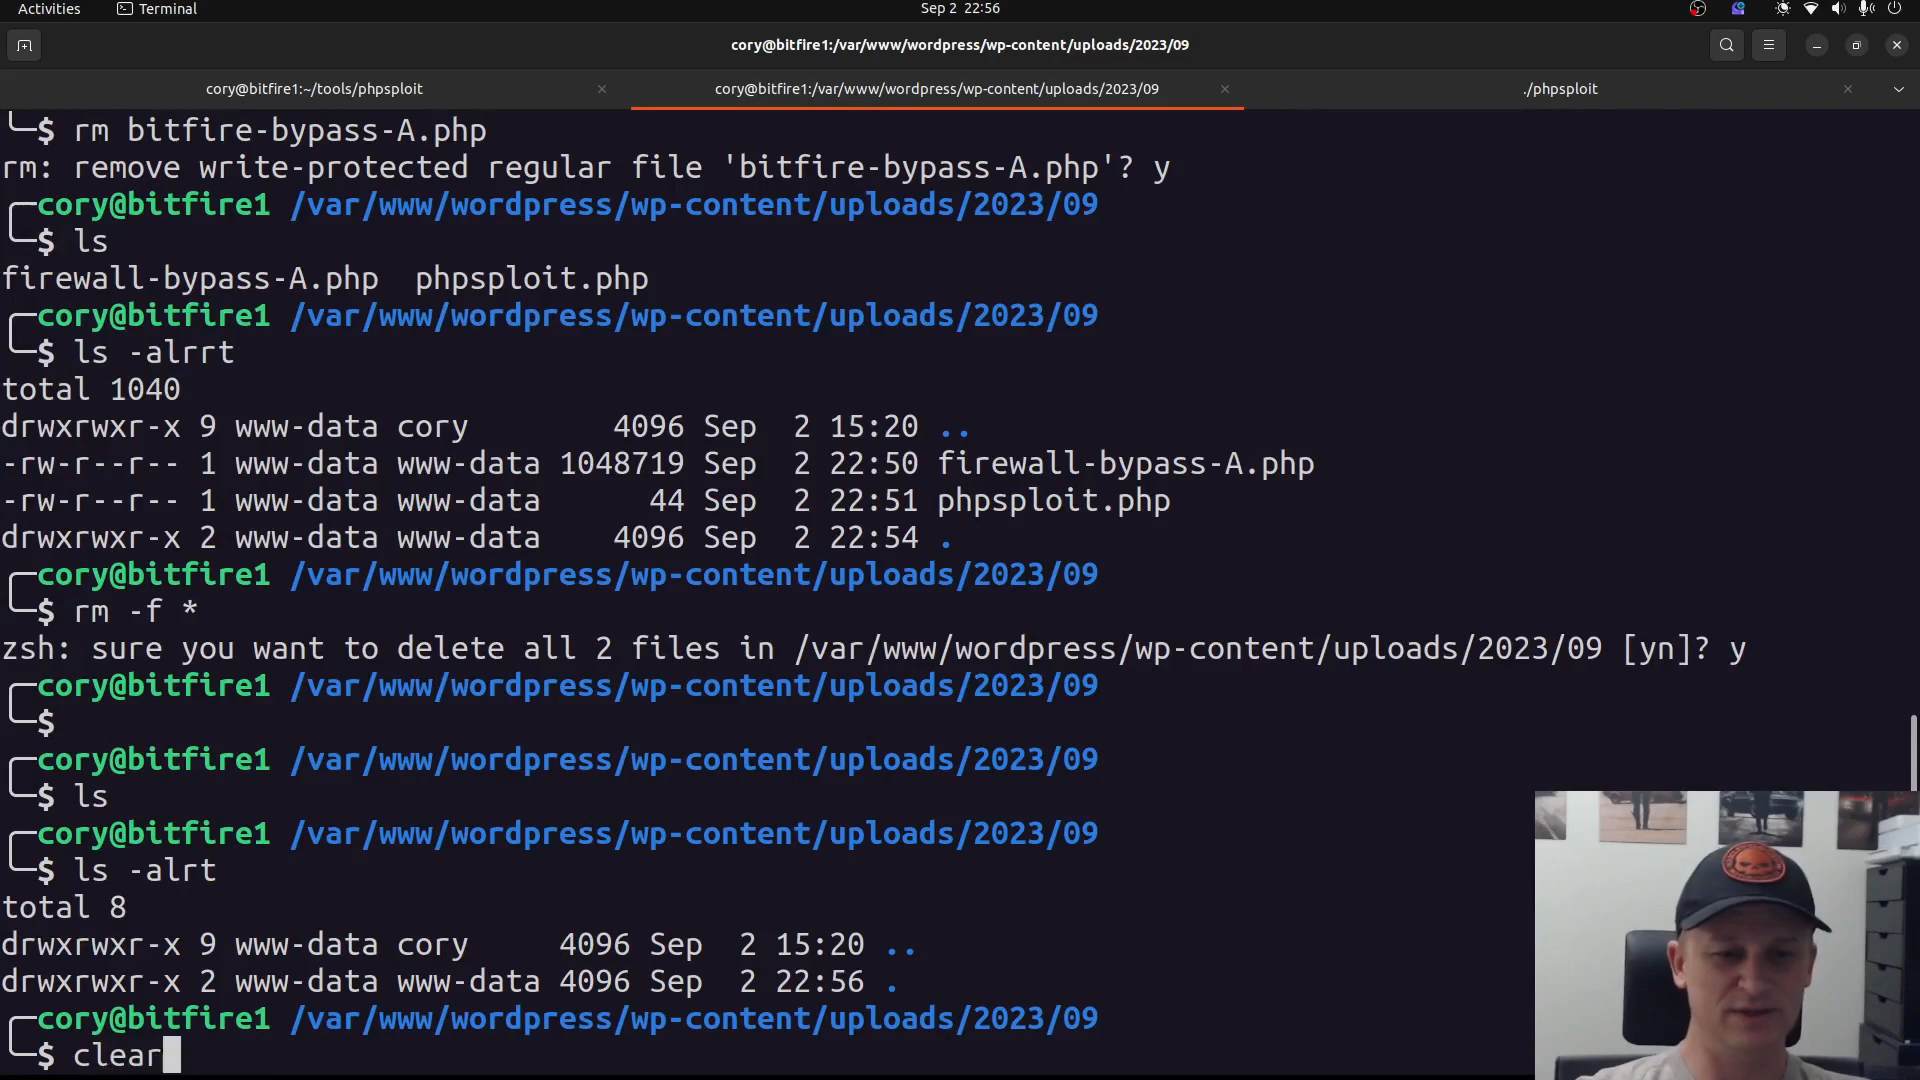 Activities Terminal Sep 2 22:56
cory@bitfire1:/var/www/wordpress/wp-content/uploads/2023/09
cory@bitfire1:~/tools/phpsploit × cory@bitfire1:/var/www/wordpress/wp-content/uploads/2023/09 × ./phpsploit ×
$ rm bitfire-bypass-A.php
rm: remove write-protected regular file 'bitfire-bypass-A.php'? y
cory@bitfire1 /var/www/wordpress/wp-content/uploads/2023/09
$ ls
firewall-bypass-A.php  phpsploit.php
cory@bitfire1 /var/www/wordpress/wp-content/uploads/2023/09
$ ls -alrrt
total 1040
drwxrwxr-x 9 www-data cory        4096 Sep  2 15:20 ..
-rw-r--r-- 1 www-data www-data 1048719 Sep  2 22:50 firewall-bypass-A.php
-rw-r--r-- 1 www-data www-data      44 Sep  2 22:51 phpsploit.php
drwxrwxr-x 2 www-data www-data    4096 Sep  2 22:54 .
cory@bitfire1 /var/www/wordpress/wp-content/uploads/2023/09
$ rm -f *
zsh: sure you want to delete all 2 files in /var/www/wordpress/wp-content/uploads/2023/09 [yn]? y
cory@bitfire1 /var/www/wordpress/wp-content/uploads/2023/09
$
cory@bitfire1 /var/www/wordpress/wp-content/uploads/2023/09
$ ls
cory@bitfire1 /var/www/wordpress/wp-content/uploads/2023/09
$ ls -alrt
total 8
drwxrwxr-x 9 www-data cory     4096 Sep  2 15:20 ..
drwxrwxr-x 2 www-data www-data 4096 Sep  2 22:56 .
cory@bitfire1 /var/www/wordpress/wp-content/uploads/2023/09
$ clear